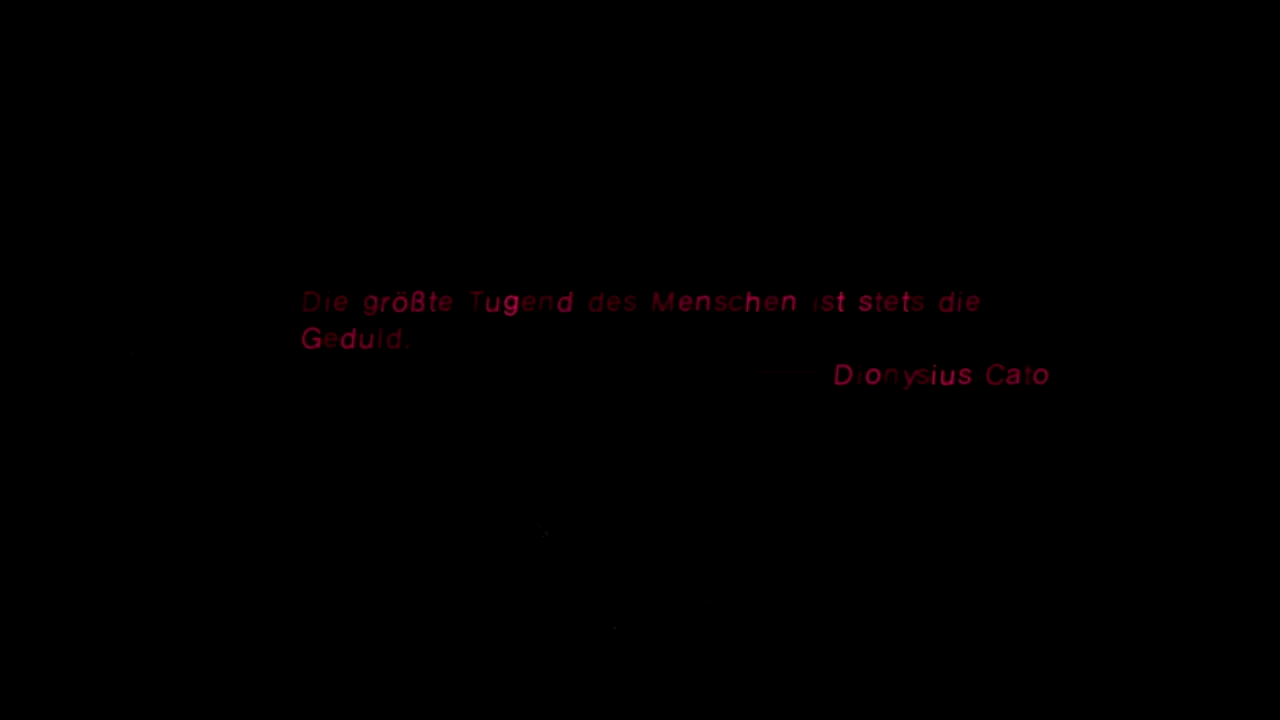 Die größte Tugend des Menschen ist stets die
Geduld.
Dionysius Cato